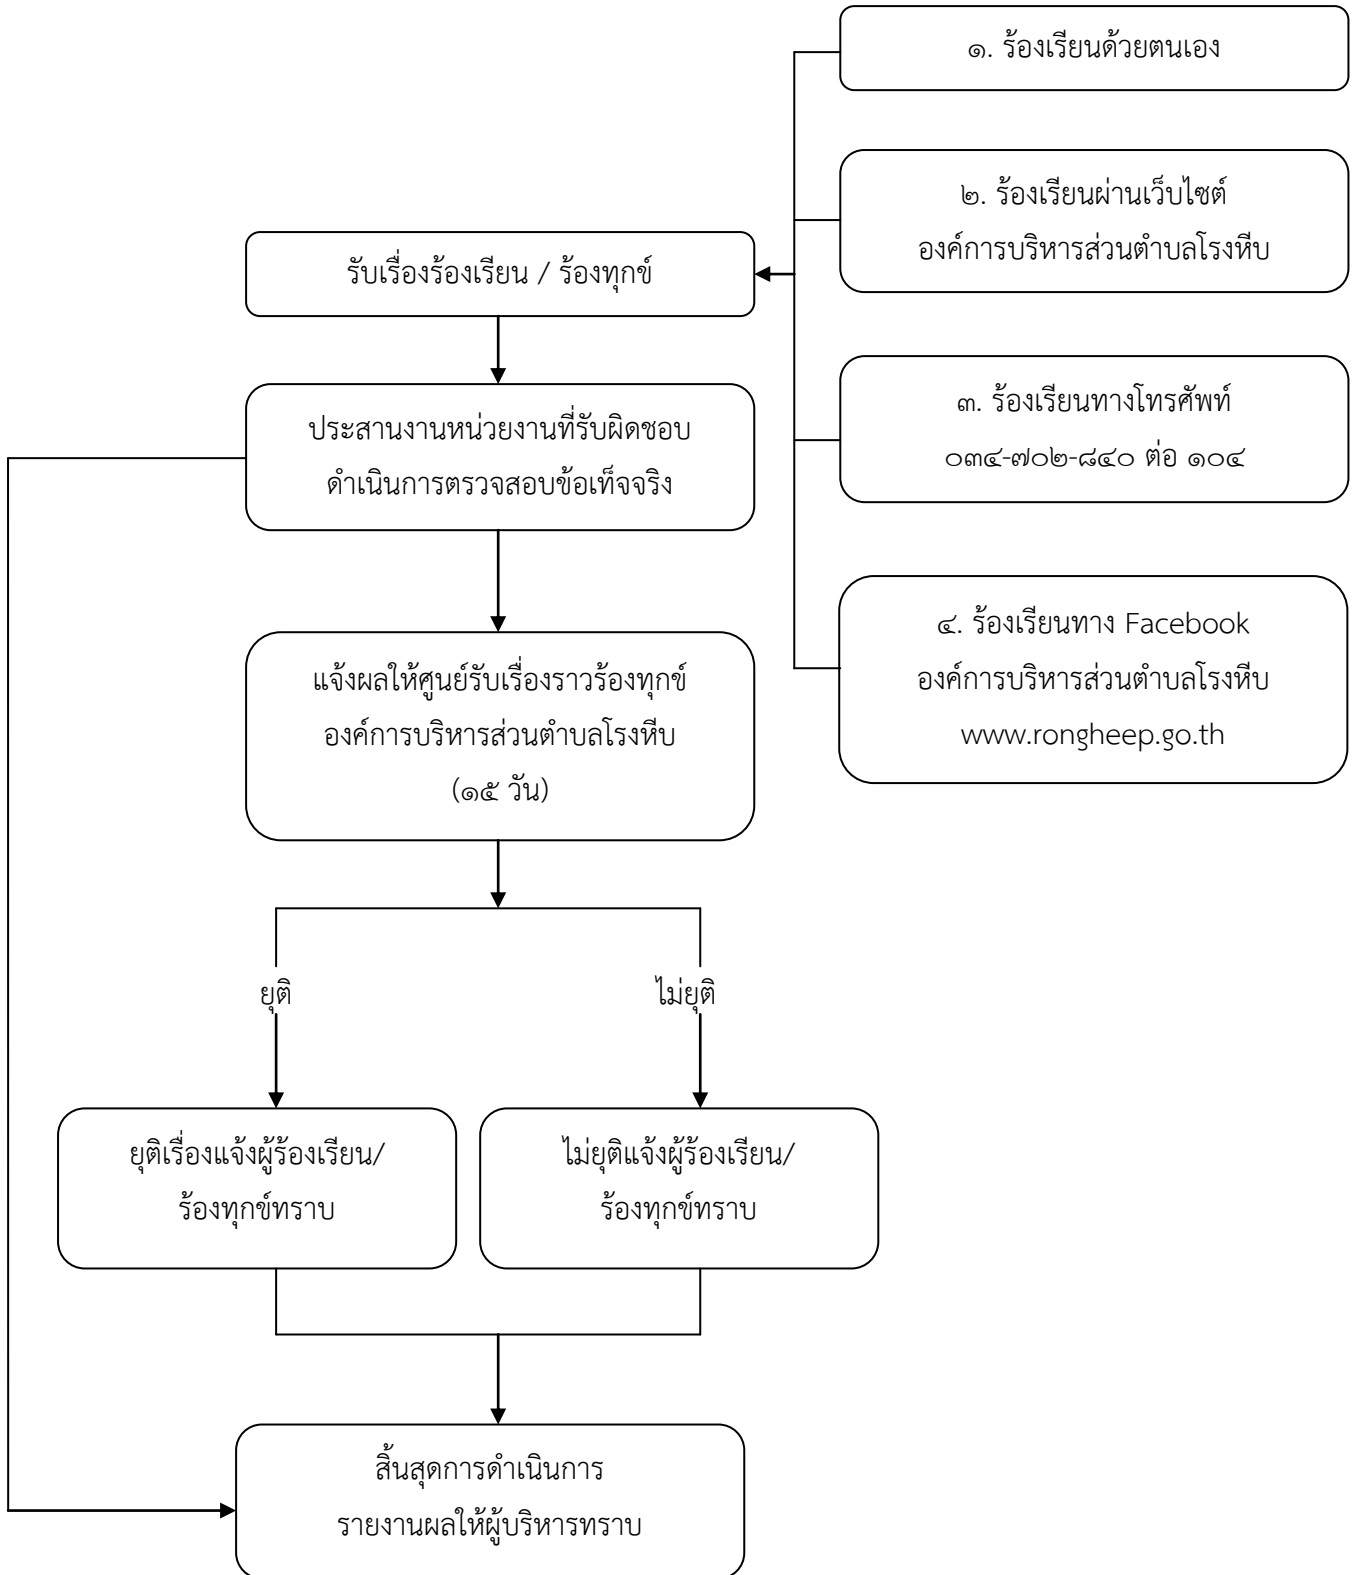 ๑. ร้องเรียนด้วยตนเอง
๒. ร้องเรียนผ่านเว็บไซต์
องค์การบริหารส่วนตำบลโรงหีบ
รับเรื่องร้องเรียน / ร้องทุกข์
๓. ร้องเรียนทางโทรศัพท์
๐๓๔-๗๐๒-๘๔๐ ต่อ ๑๐๔
ประสานงานหน่วยงานที่รับผิดชอบ
ดำเนินการตรวจสอบข้อเท็จจริง
๔. ร้องเรียนทาง Facebook
องค์การบริหารส่วนตำบลโรงหีบ
www.rongheep.go.th
แจ้งผลให้ศูนย์รับเรื่องราวร้องทุกข์
องค์การบริหารส่วนตำบลโรงหีบ
(๑๕ วัน)
ยุติ
ไม่ยุติ
ยุติเรื่องแจ้งผู้ร้องเรียน/
ร้องทุกข์ทราบ
ไม่ยุติแจ้งผู้ร้องเรียน/
ร้องทุกข์ทราบ
สิ้นสุดการดำเนินการ
รายงานผลให้ผู้บริหารทราบ